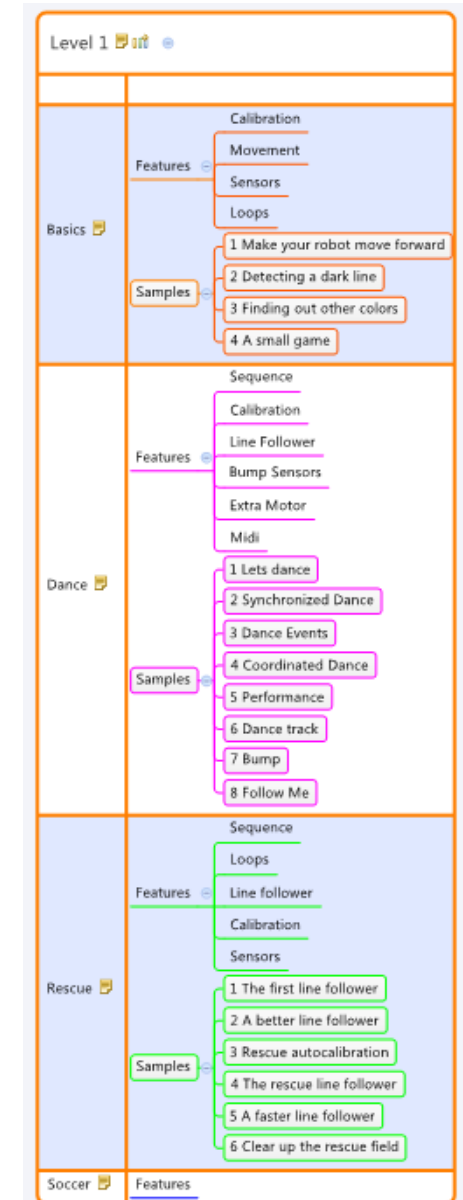 Level 1
Basics
Features
Calibration
Movement
Sensors
Loops
Samples
1 Make your robot move forward
2 Detecting a dark line
3 Finding out other colors
4 A small game
Dance
Features
Sequence
Calibration
Line Follower
Bump Sensors
Extra Motor
Midi
Samples
1 Lets dance
2 Synchronized Dance
3 Dance Events
4 Coordinated Dance
5 Performance
6 Dance track
7 Bump
8 Follow Me
Rescue
Features
Sequence
Loops
Line follower
Calibration
Sensors
Samples
1 The first line follower
2 A better line follower
3 Rescue autocalibration
4 The rescue line follower
5 A faster line follower
6 Clear up the rescue field
Soccer
Features